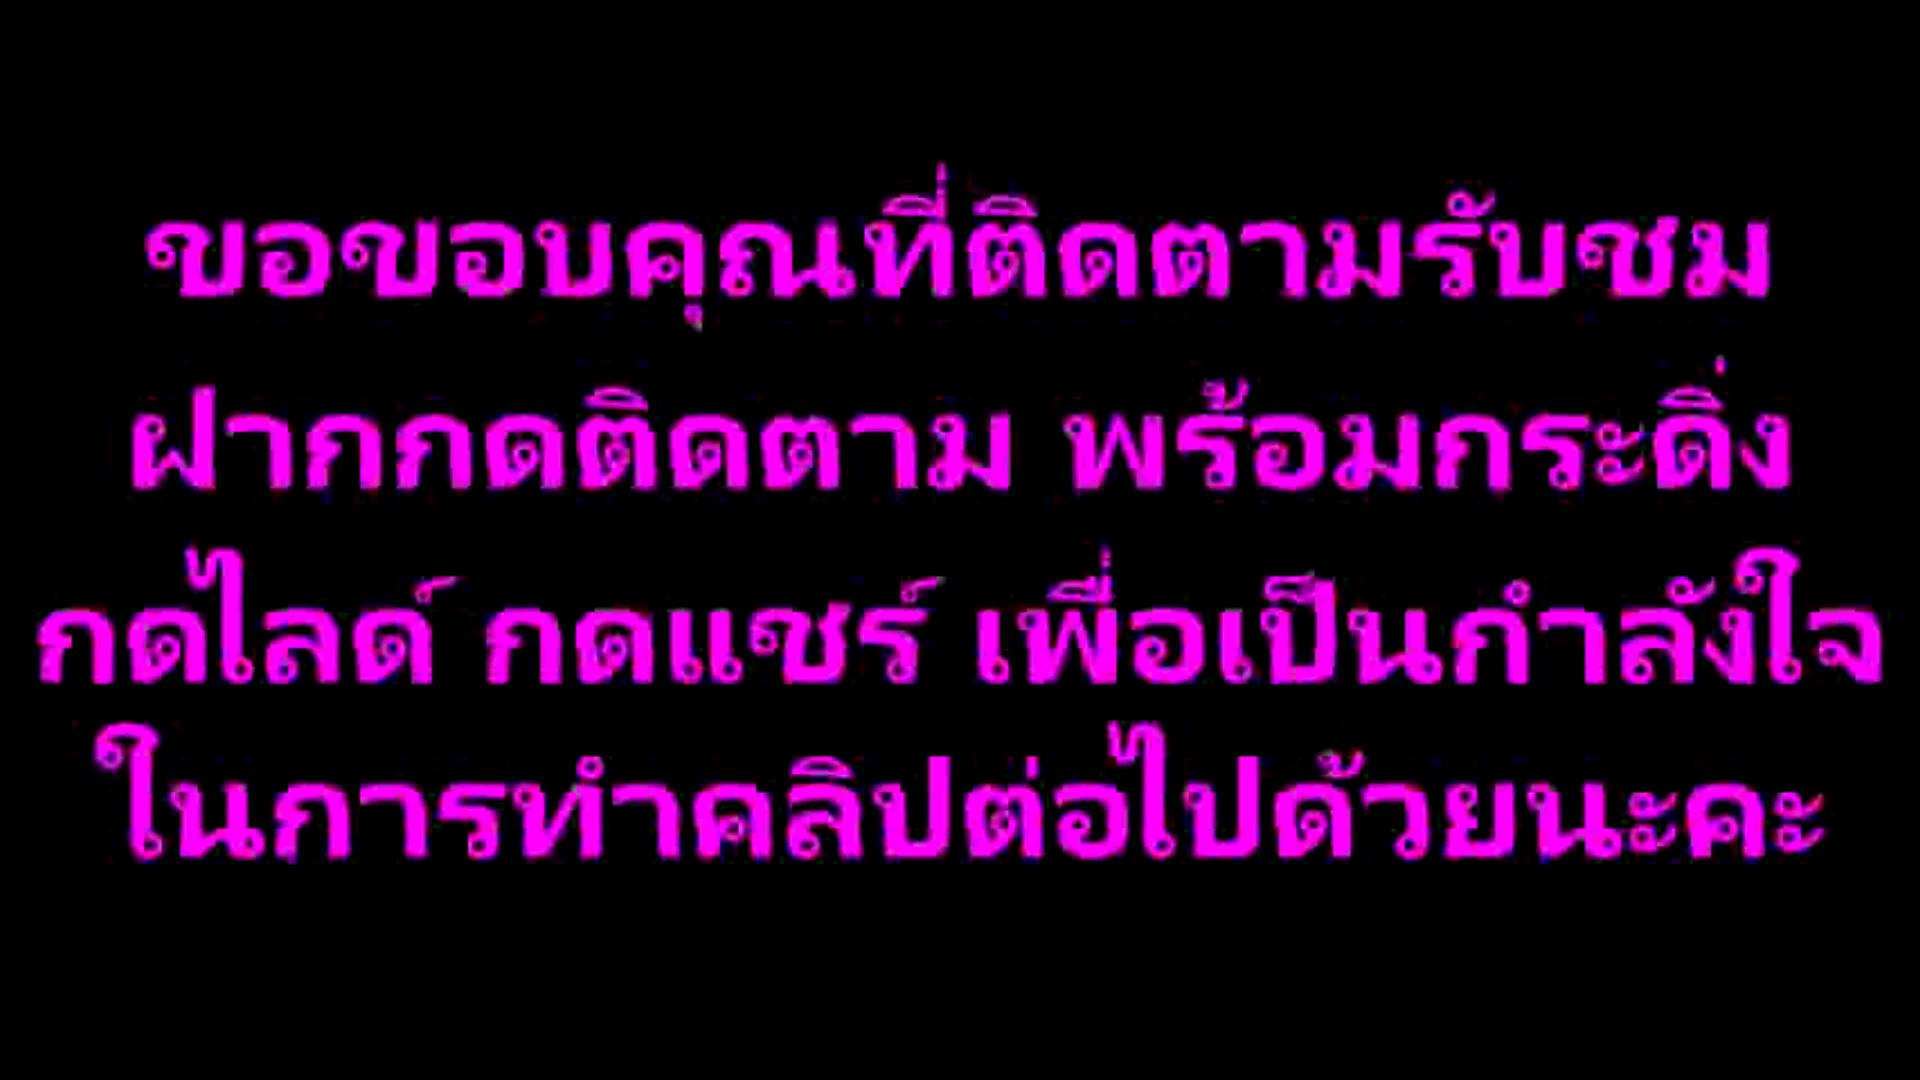 ขอขอบคุณที่ติดตามรับชม
ฝากกดติดตาม พร้อมกระดิ่ง
กดไลด์ กดแชร์ เพื่อเป็นกำลังใจ
ในการทำคลิปต่อไปด้วยนะคะ